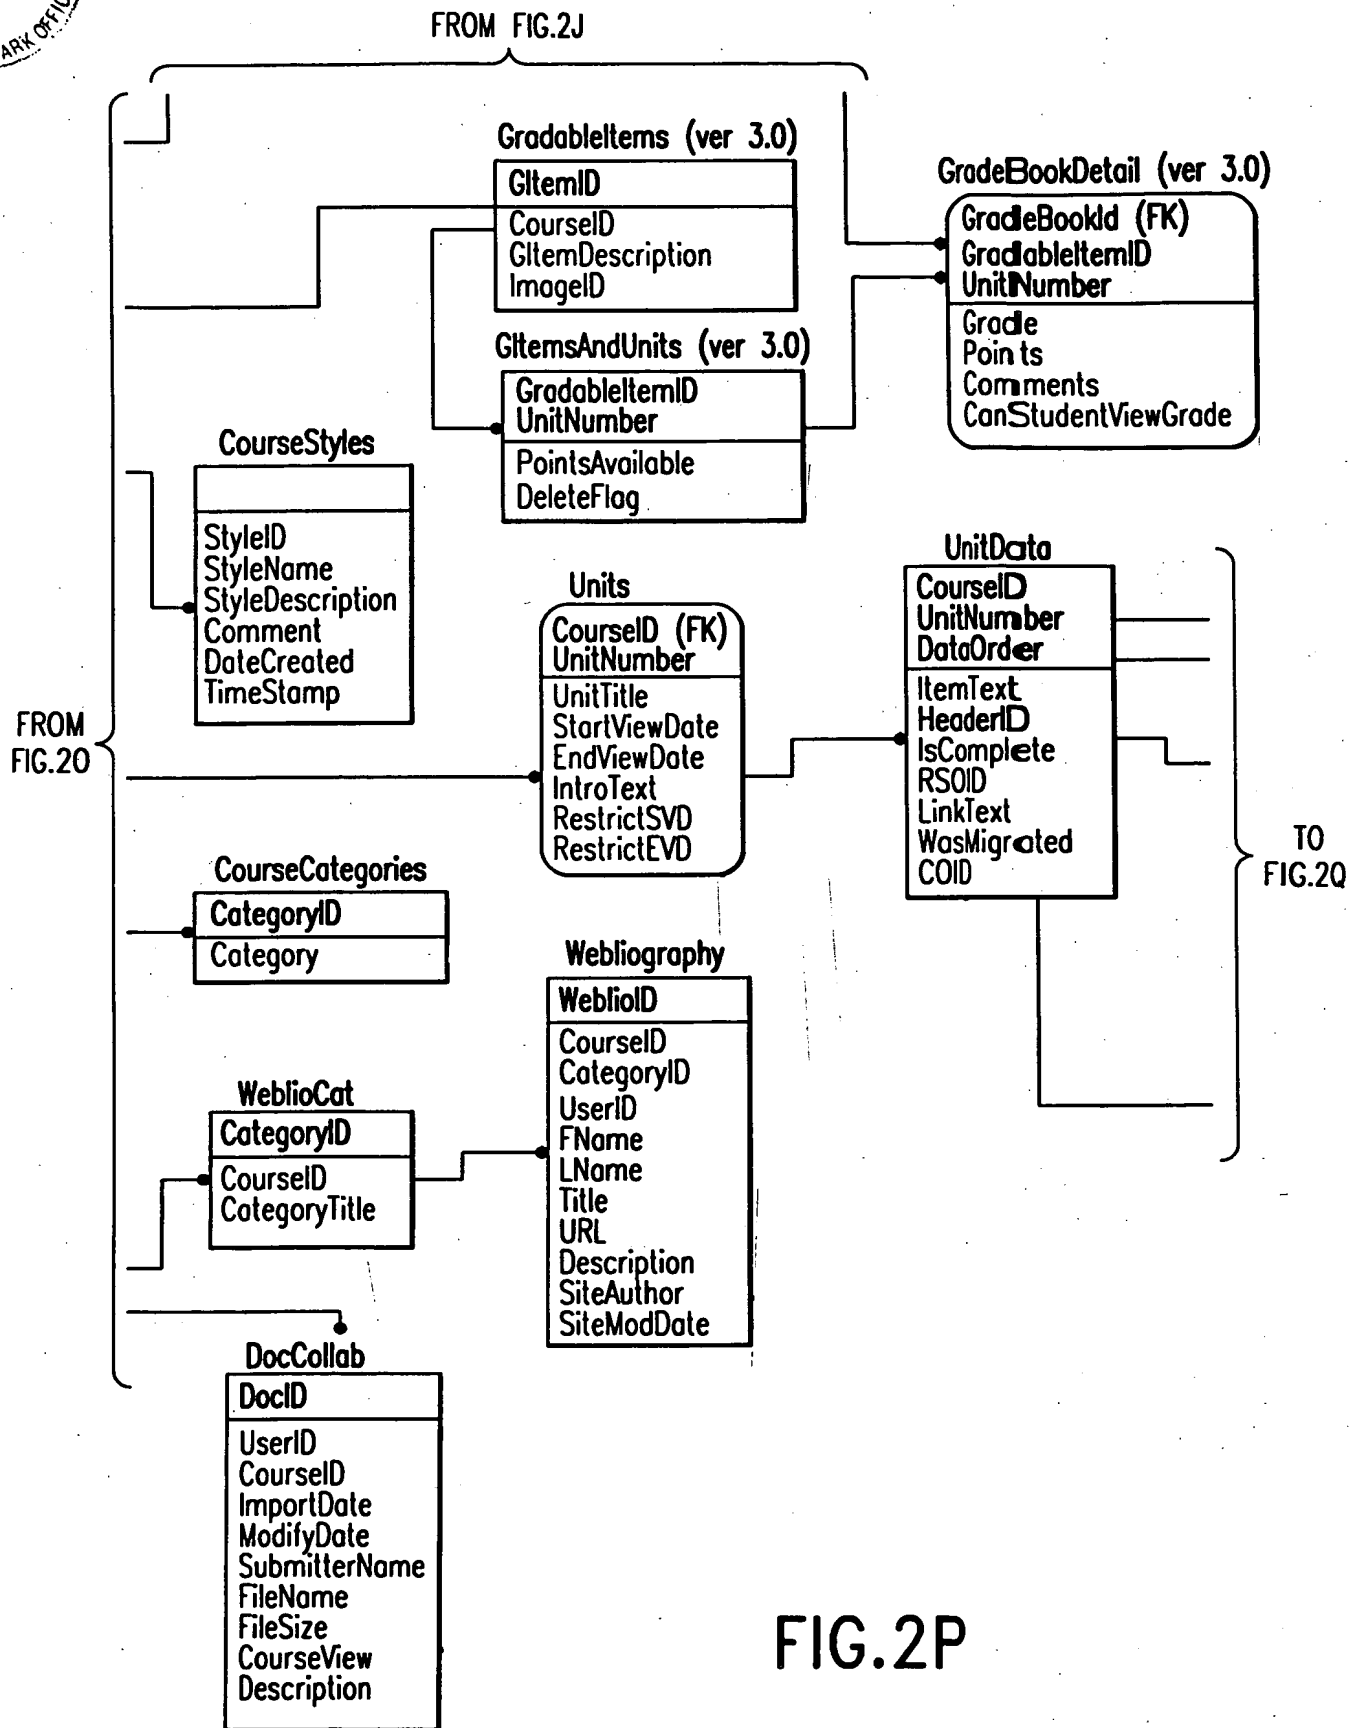 ARK OFFIC
FROM FIG.2J
GradableItems (ver 3.0)
GItemID
CourseID
GItemDescription
ImageID
GradeBookDetail (ver 3.0)
GradeBookId (FK)
GradableItemID
UnitNumber
Grade
Points
Comments
CanStudentViewGrade
GItemsAndUnits (ver 3.0)
GradableItemID
UnitNumber
PointsAvailable
DeleteFlag
CourseStyles
StyleID
StyleName
StyleDescription
Comment
DateCreated
TimeStamp
FROM
FIG.2O
Units
CourseID (FK)
UnitNumber
UnitTitle
StartViewDate
EndViewDate
IntroText
RestrictSVD
RestrictEVD
UnitData
CourseID
UnitNumber
DataOrder
ItemText
HeaderID
IsComplete
RSOID
LinkText
WasMigrated
COID
TO
FIG.2Q
CourseCategories
CategoryID
Category
Webliography
WeblioID
CourseID
CategoryID
UserID
FName
LName
Title
URL
Description
SiteAuthor
SiteModDate
WeblioCat
CategoryID
CourseID
CategoryTitle
DocCollab
DocID
UserID
CourseID
ImportDate
ModifyDate
SubmitterName
FileName
FileSize
CourseView
Description
FIG.2P